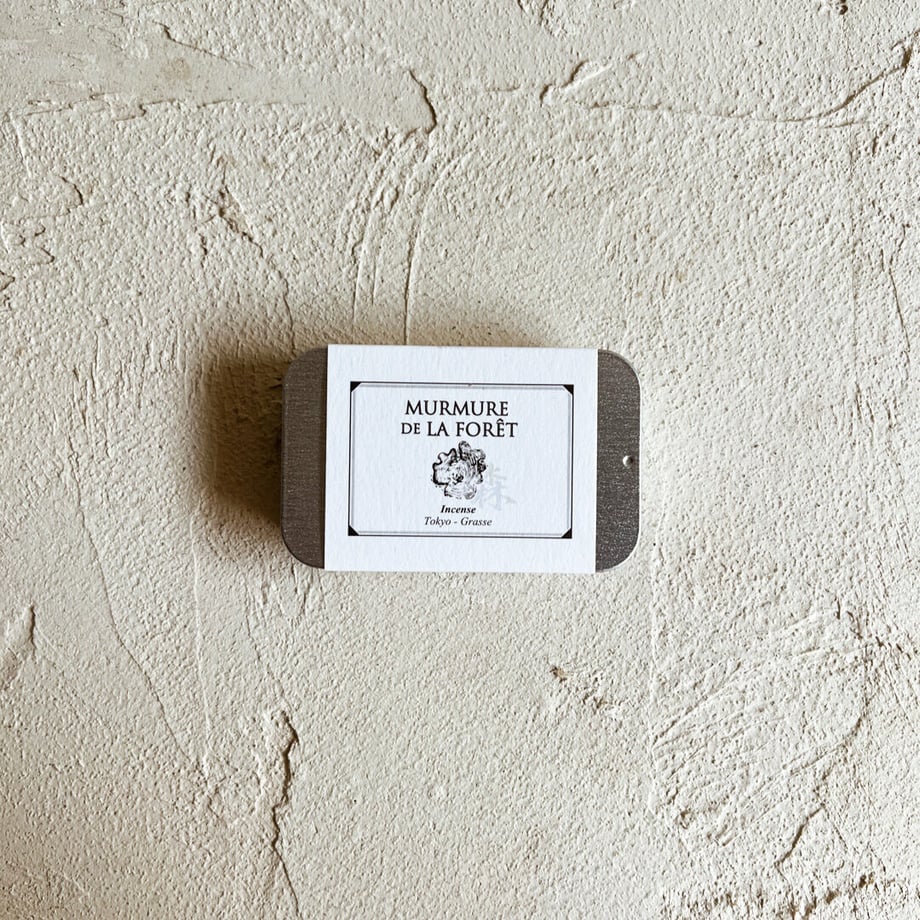 MURMURE
DE LA FORÊT
森
Incense
Tokyo - Grasse